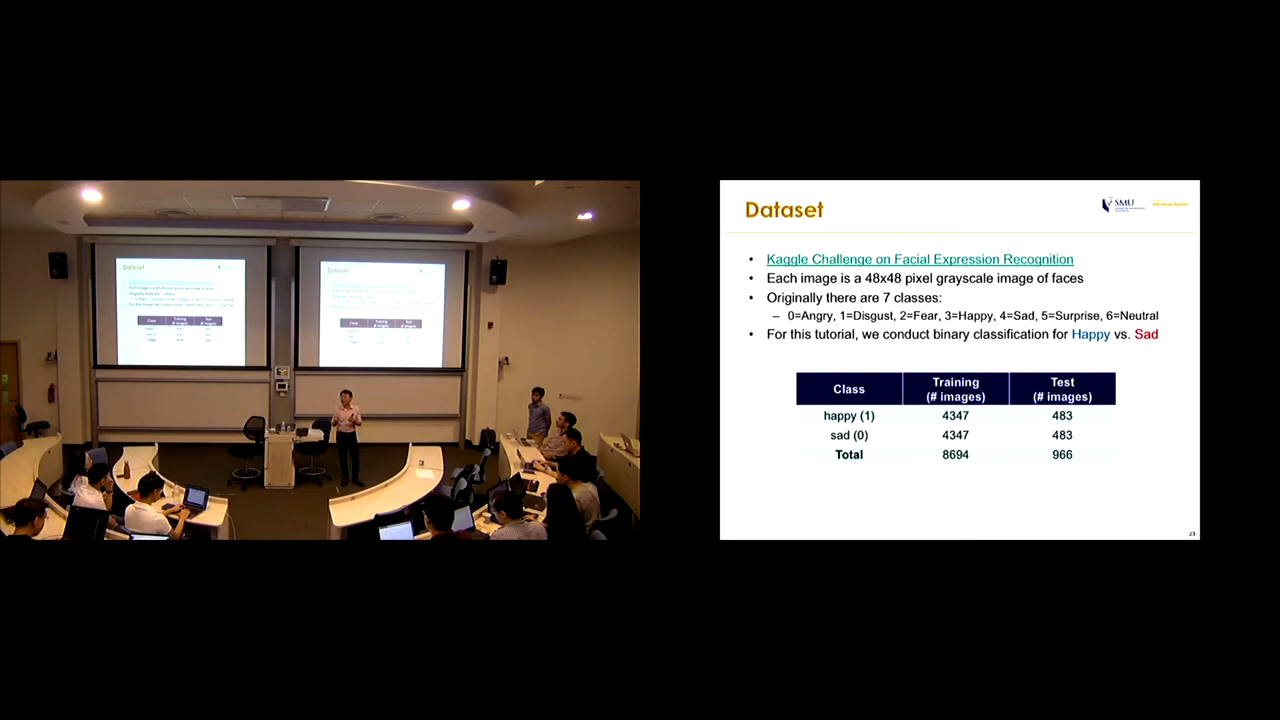 Dataset
SMU
• Kaggle Challenge on Facial Expression Recognition
• Each image is a 48x48 pixel grayscale image of faces
• Originally there are 7 classes:
– 0=Angry, 1=Disgust, 2=Fear, 3=Happy, 4=Sad, 5=Surprise, 6=Neutral
• For this tutorial, we conduct binary classification for Happy vs. Sad
Class Training (# images) Test (# images)
happy (1) 4347 483
sad (0) 4347 483
Total 8694 966
23
Dataset
Dataset